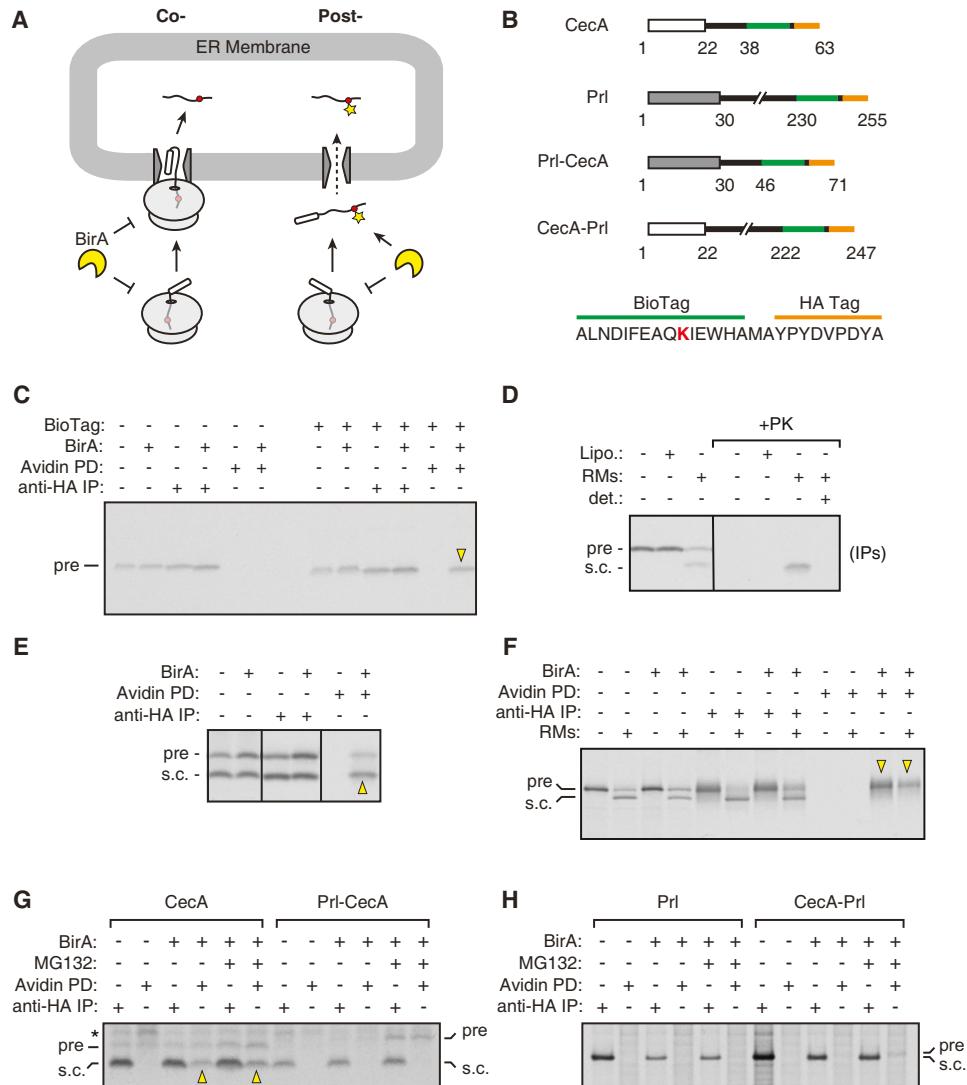 A
Co-
Post-
ER Membrane
BirA
B
CecA
1 22 38 63
Prl
1 30 230 255
Prl-CecA
1 30 46 71
CecA-Prl
1 22 222 247
BioTag HA Tag
ALNDIFEAQKIEWHAMAYPYDVPDYA
C
BioTag: - - - - - - + + + + + +
BirA: - + - + - + - + - + - +
Avidin PD: - - - - + + - - - - + +
anti-HA IP: - - + + - - - - + + - -
pre
D
+PK
Lipo.: - + - - + - -
RMs: - - + - - + +
det.: - - - - - - +
pre -
s.c. -
(IPs)
E
BirA: - + - + - +
Avidin PD: - - - - + +
anti-HA IP: - - + + - -
pre -
s.c. -
F
BirA: - - + + - - + + - - + +
Avidin PD: - - - - - - - - + + + +
anti-HA IP: - - - - + + + + - - - -
RMs: - + - + - + - + - + - +
pre
s.c.
G
CecA Prl-CecA
BirA: - - + + + + - - + + + +
MG132: - - - - + + - - - - + +
Avidin PD: - + - + - + - + - + - +
anti-HA IP: + - + - + - + - + - + -
*
pre
s.c.
pre
s.c.
H
Prl CecA-Prl
BirA: - - + + + + - - + + + +
MG132: - - - - + + - - - - + +
Avidin PD: - + - + - + - + - + - +
anti-HA IP: + - + - + - + - + - + -
pre
s.c.